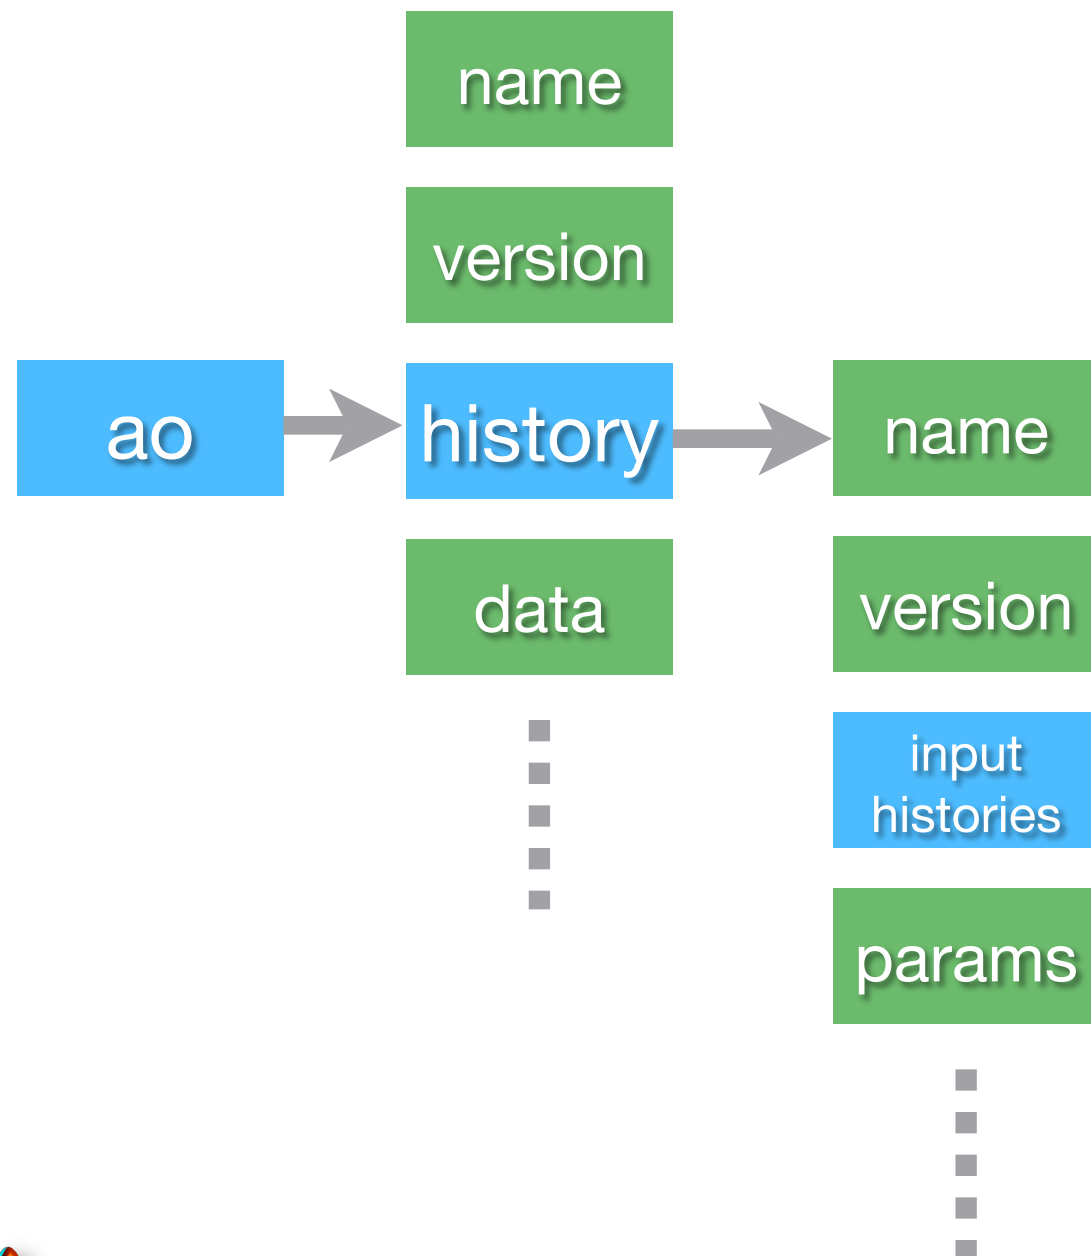 name
version
ao
history
data
name
version
input
histories
params